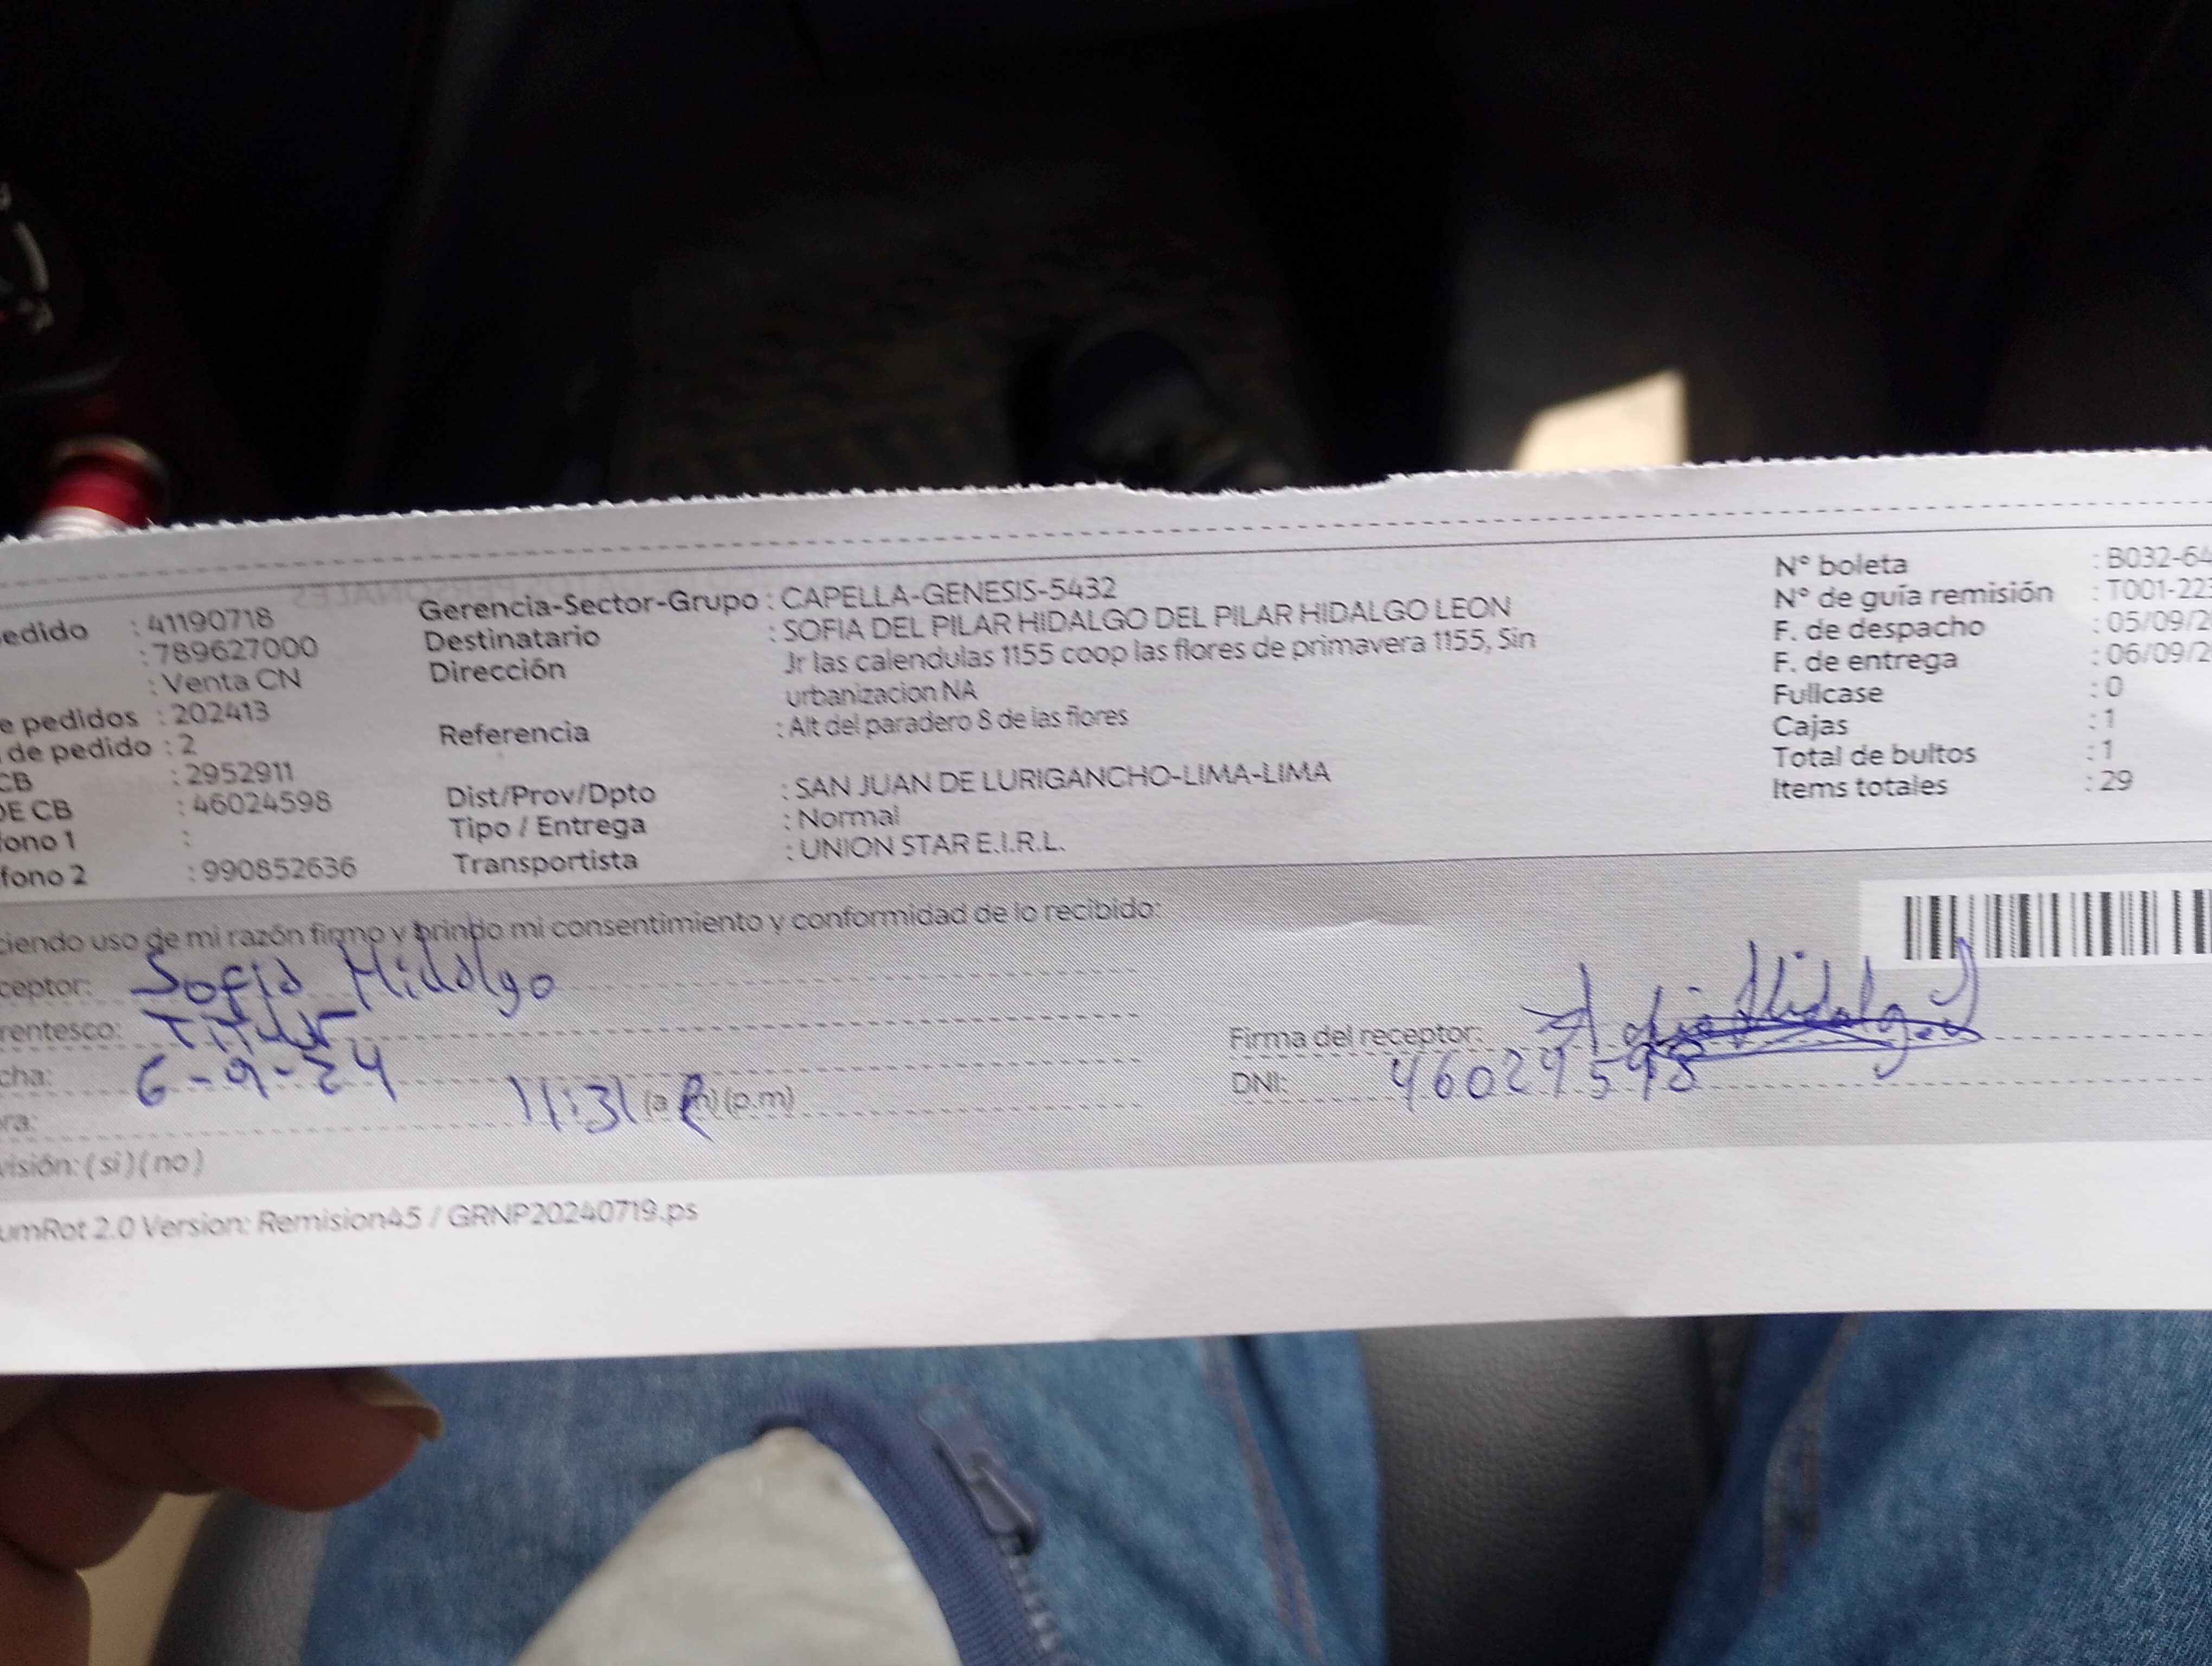 edido : 41190718
: 789627000
: Venta CN
e pedidos : 202413
de pedido : 2
CB : 2952911
DE CB : 46024598
fono 1 :
fono 2 : 990852636
Gerencia-Sector-Grupo : CAPELLA-GENESIS-5432
Destinatario : SOFIA DEL PILAR HIDALGO DEL PILAR HIDALGO LEON
Dirección Jr las calendulas 1155 coop las flores de primavera 1155, Sin
urbanizacion NA
Referencia : Alt del paradero 8 de las flores
Dist/Prov/Dpto : SAN JUAN DE LURIGANCHO-LIMA-LIMA
Tipo / Entrega : Normal
Transportista : UNION STAR E.I.R.L.
N° boleta : B032-64
N° de guía remisión : T001-223
F. de despacho : 05/09/2
F. de entrega : 06/09/2
Fullcase : 0
Cajas : 1
Total de bultos : 1
Items totales : 29
ciendo uso de mi razón firmo y brindo mi consentimiento y conformidad de lo recibido:
ceptor: Sofia Hidalgo
rentesco: Titular
cha: 6-9-24
ra: 11:31 (a m) (p.m)
visión: (si) (no)
Firma del receptor: Sofia Hidalgo
DNI: 46024598
umRot 2.0 Version: Remision45 / GRNP20240719.ps